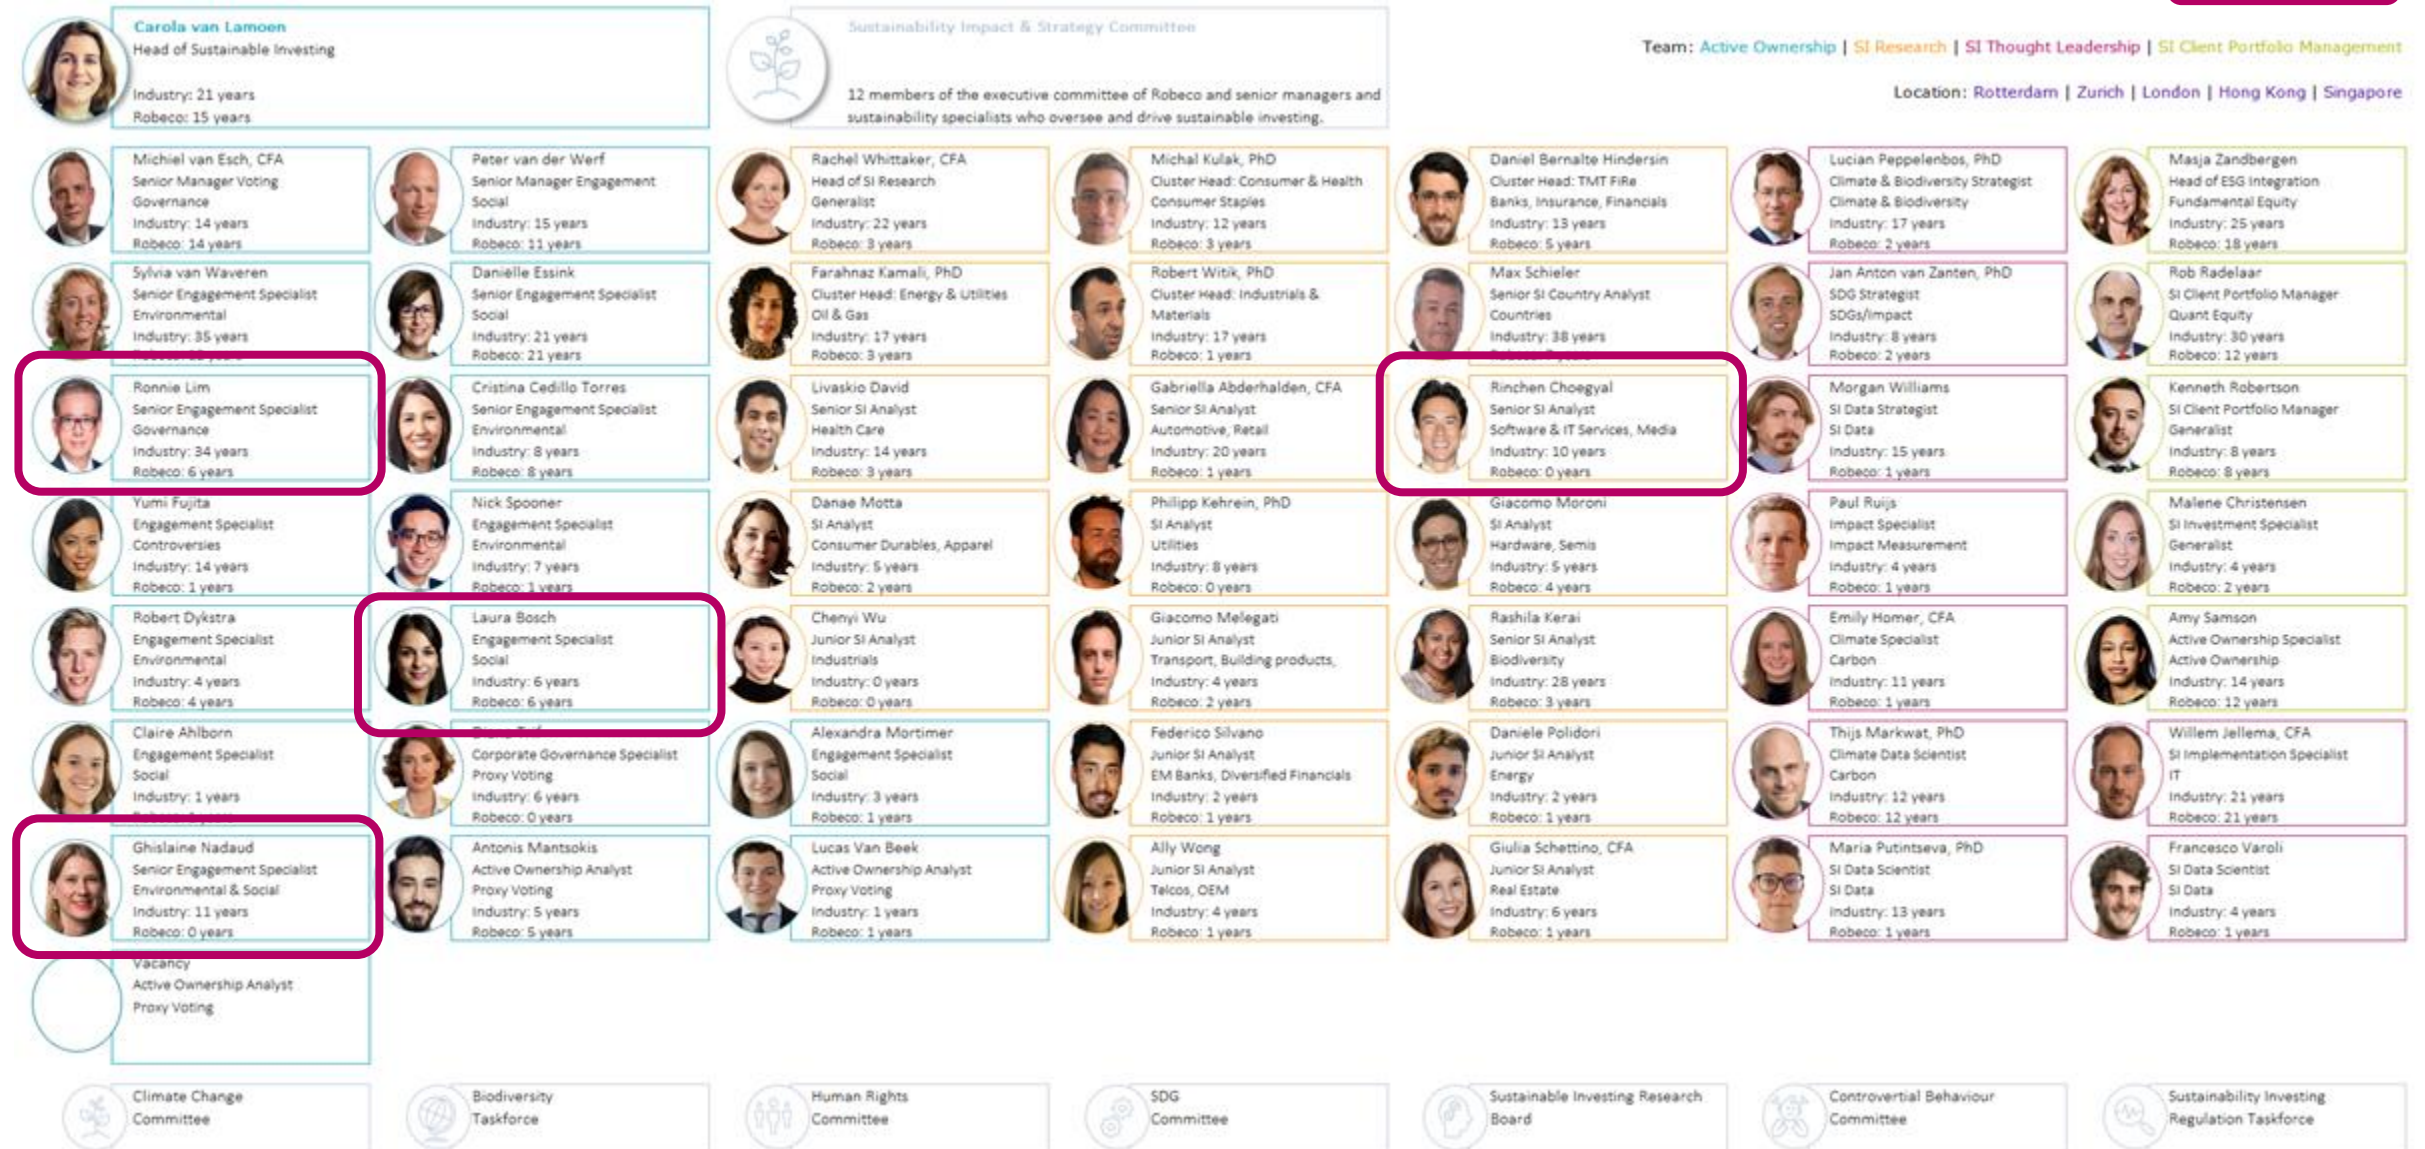 Carola van Lamoen
Head of Sustainable Investing
Industry: 21 years
Robeco: 15 years
Sustainability Impact & Strategy Committee
12 members of the executive committee of Robeco and senior managers and
sustainability specialists who oversee and drive sustainable investing.
Team: Active Ownership | SI Research | SI Thought Leadership | SI Client Portfolio Management
Location: Rotterdam | Zurich | London | Hong Kong | Singapore
Michiel van Esch, CFA
Senior Manager Voting
Governance
Industry: 14 years
Robeco: 14 years
Peter van der Werf
Senior Manager Engagement
Social
Industry: 15 years
Robeco: 11 years
Rachel Whittaker, CFA
Head of SI Research
Generalist
Industry: 22 years
Robeco: 3 years
Michal Kulak, PhD
Cluster Head: Consumer & Health
Consumer Staples
Industry: 12 years
Robeco: 3 years
Daniel Bernalte Hindersin
Cluster Head: TMT FiRe
Banks, Insurance, Financials
Industry: 13 years
Robeco: 5 years
Lucian Peppelenbos, PhD
Climate & Biodiversity Strategist
Climate & Biodiversity
Industry: 17 years
Robeco: 2 years
Masja Zandbergen
Head of ESG Integration
Fundamental Equity
Industry: 25 years
Robeco: 18 years
Sylvia van Waveren
Senior Engagement Specialist
Environmental
Industry: 35 years
Daniëlle Essink
Senior Engagement Specialist
Social
Industry: 21 years
Robeco: 21 years
Farahnaz Kamali, PhD
Cluster Head: Energy & Utilities
Oil & Gas
Industry: 17 years
Robeco: 3 years
Robert Witik, PhD
Cluster Head: Industrials &
Materials
Industry: 17 years
Robeco: 1 years
Max Schieler
Senior SI Country Analyst
Countries
Industry: 38 years
Jan Anton van Zanten, PhD
SDG Strategist
SDGs/Impact
Industry: 8 years
Robeco: 2 years
Rob Radelaar
SI Client Portfolio Manager
Quant Equity
Industry: 30 years
Robeco: 12 years
Ronnie Lim
Senior Engagement Specialist
Governance
Industry: 34 years
Robeco: 6 years
Cristina Cedillo Torres
Senior Engagement Specialist
Environmental
Industry: 8 years
Robeco: 8 years
Livaskio David
Senior SI Analyst
Health Care
Industry: 14 years
Robeco: 3 years
Gabriella Abderhalden, CFA
Senior SI Analyst
Automotive, Retail
Industry: 20 years
Robeco: 1 years
Rinchen Choegyal
Senior SI Analyst
Software & IT Services, Media
Industry: 10 years
Robeco: 0 years
Morgan Williams
SI Data Strategist
SI Data
Industry: 15 years
Robeco: 1 years
Kenneth Robertson
SI Client Portfolio Manager
Generalist
Industry: 8 years
Robeco: 8 years
Yumi Fujita
Engagement Specialist
Controversies
Industry: 14 years
Robeco: 1 years
Nick Spooner
Engagement Specialist
Environmental
Industry: 7 years
Robeco: 1 years
Danae Motta
SI Analyst
Consumer Durables, Apparel
Industry: 5 years
Robeco: 2 years
Philipp Kehrein, PhD
SI Analyst
Utilities
Industry: 8 years
Robeco: 0 years
Giacomo Moroni
SI Analyst
Hardware, Semis
Industry: 5 years
Robeco: 4 years
Paul Ruijs
Impact Specialist
Impact Measurement
Industry: 4 years
Robeco: 1 years
Malene Christensen
SI Investment Specialist
Generalist
Industry: 4 years
Robeco: 2 years
Robert Dykstra
Engagement Specialist
Environmental
Industry: 4 years
Robeco: 4 years
Laura Bosch
Engagement Specialist
Social
Industry: 6 years
Robeco: 6 years
Chenyi Wu
Junior SI Analyst
Industrials
Industry: 0 years
Robeco: 0 years
Giacomo Melegati
Junior SI Analyst
Transport, Building products,
Industry: 4 years
Robeco: 2 years
Rashila Kerai
Senior SI Analyst
Biodiversity
Industry: 28 years
Robeco: 3 years
Emily Homer, CFA
Climate Specialist
Carbon
Industry: 11 years
Robeco: 1 years
Amy Samson
Active Ownership Specialist
Active Ownership
Industry: 14 years
Robeco: 12 years
Claire Ahlborn
Engagement Specialist
Social
Industry: 1 years
Corporate Governance Specialist
Proxy Voting
Industry: 6 years
Robeco: 0 years
Alexandra Mortimer
Engagement Specialist
Social
Industry: 3 years
Robeco: 1 years
Federico Silvano
Junior SI Analyst
EM Banks, Diversified Financials
Industry: 2 years
Robeco: 1 years
Daniele Polidori
Junior SI Analyst
Energy
Industry: 2 years
Robeco: 1 years
Thijs Markwat, PhD
Climate Data Scientist
Carbon
Industry: 12 years
Robeco: 12 years
Willem Jellema, CFA
SI Implementation Specialist
IT
Industry: 21 years
Robeco: 21 years
Ghislaine Nadaud
Senior Engagement Specialist
Environmental & Social
Industry: 11 years
Robeco: 0 years
Antonis Mantsokis
Active Ownership Analyst
Proxy Voting
Industry: 5 years
Robeco: 5 years
Lucas Van Beek
Active Ownership Analyst
Proxy Voting
Industry: 1 years
Robeco: 1 years
Ally Wong
Junior SI Analyst
Telcos, OEM
Industry: 4 years
Robeco: 1 years
Giulia Schettino, CFA
Junior SI Analyst
Real Estate
Industry: 6 years
Robeco: 1 years
Maria Putintseva, PhD
SI Data Scientist
SI Data
Industry: 13 years
Robeco: 1 years
Francesco Varoli
SI Data Scientist
SI Data
Industry: 4 years
Robeco: 1 years
Vacancy
Active Ownership Analyst
Proxy Voting
Climate Change
Committee
Biodiversity
Taskforce
Human Rights
Committee
SDG
Committee
Sustainable Investing Research
Board
Controvertial Behaviour
Committee
Sustainability Investing
Regulation Taskforce